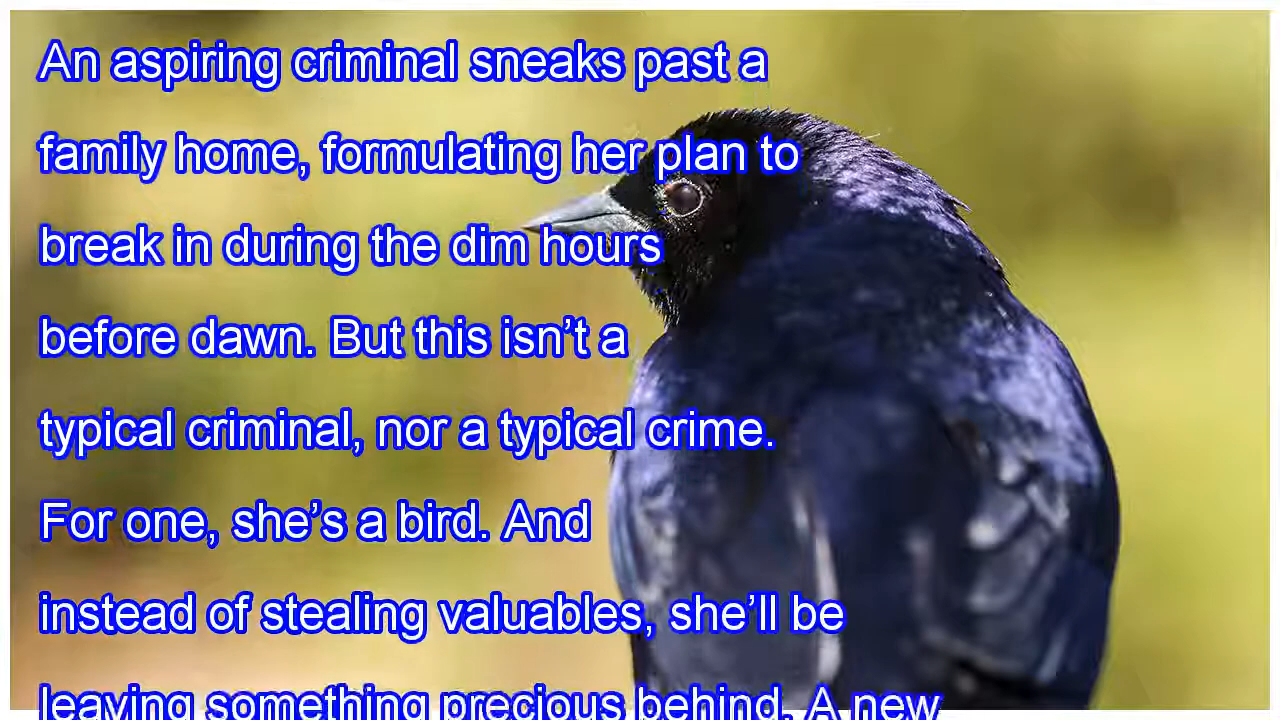 An aspiring criminal sneaks past a
family home, formulating her plan to
break in during the dim hours
before dawn. But this isn’t a
typical criminal, nor a typical crime.
For one, she’s a bird. And
instead of stealing valuables, she’ll be
leaving something precious behind. A new